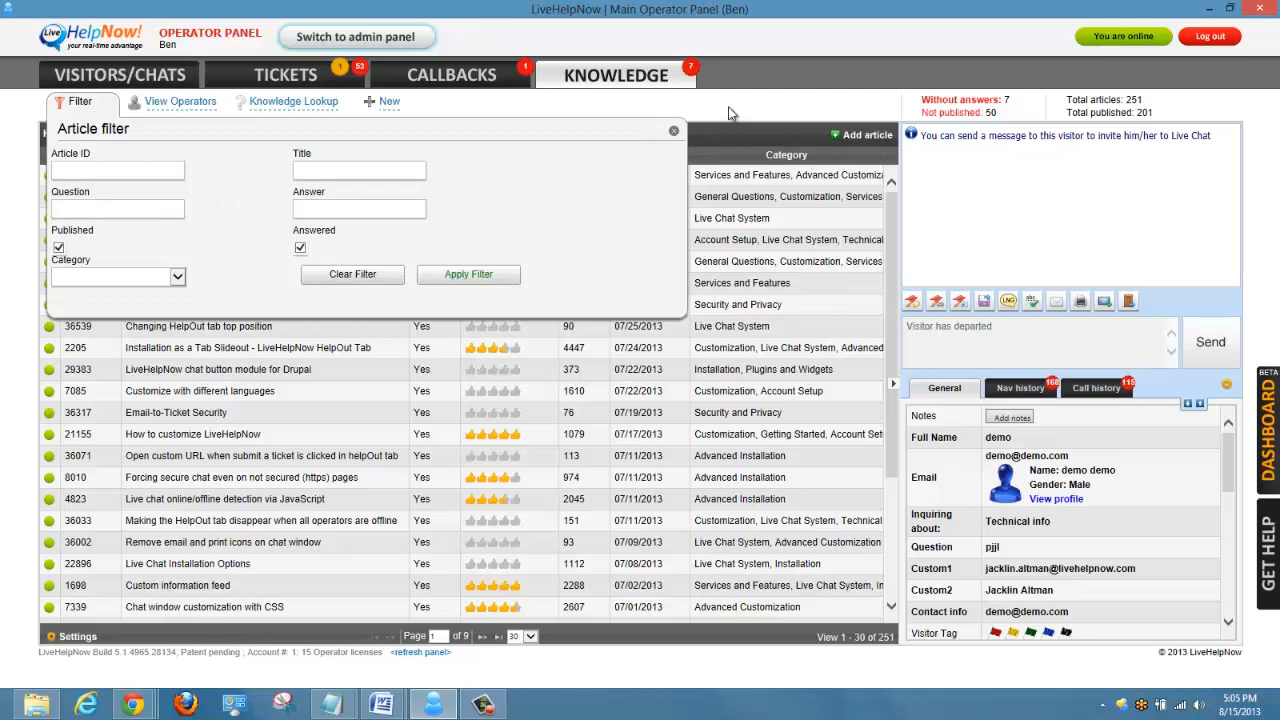 LiveHelpNow | Main Operator Panel (Ben)
Live HelpNow!
your real-time advantage
OPERATOR PANEL
Ben
Switch to admin panel
You are online
Log out
VISITORS/CHATS
TICKETS
1
53
CALLBACKS
1
KNOWLEDGE
7
Filter
View Operators
Knowledge Lookup
New
Without answers: 7
Not published: 50
Total articles: 251
Total published: 201
Article filter
Article ID
Title
Question
Answer
Published
Answered
Category
Clear Filter
Apply Filter
Add article
Category
Services and Features, Advanced Customiza
General Questions, Customization, Services
Live Chat System
Account Setup, Live Chat System, Technical
General Questions, Customization, Services
Services and Features
Security and Privacy
36539 Changing HelpOut tab top position Yes 90 07/25/2013 Live Chat System
2205 Installation as a Tab Slideout - LiveHelpNow HelpOut Tab Yes 4447 07/24/2013 Customization, Live Chat System, Advanced
29383 LiveHelpNow chat button module for Drupal Yes 373 07/22/2013 Installation, Plugins and Widgets
7085 Customize with different languages Yes 1610 07/22/2013 Customization, Account Setup
36317 Email-to-Ticket Security Yes 76 07/19/2013 Security and Privacy
21155 How to customize LiveHelpNow Yes 1079 07/17/2013 Customization, Getting Started, Account Set
36071 Open custom URL when submit a ticket is clicked in helpOut tab Yes 113 07/12/2013 Advanced Installation
8010 Forcing secure chat even on not secured (https) pages Yes 974 07/11/2013 Advanced Installation
4823 Live chat online/offline detection via JavaScript Yes 2045 07/11/2013 Advanced Installation
36033 Making the HelpOut tab disappear when all operators are offline Yes 151 07/11/2013 Customization, Live Chat System, Technical
36002 Remove email and print icons on chat window Yes 93 07/09/2013 Live Chat System, Advanced Customization
22896 Live Chat Installation Options Yes 112 07/08/2013 Live Chat System, Installation
1698 Custom information feed Yes 2288 07/02/2013 Services and Features, Live Chat System, In
7339 Chat window customization with CSS Yes 2607 07/01/2013 Advanced Customization
Settings
Page 1 of 9
30
View 1 - 30 of 251
You can send a message to this visitor to invite him/her to Live Chat
LNG
abc
Visitor has departed
Send
General
Nav history
168
Call history
115
Notes Add notes
Full Name demo
Email demo@demo.com
Name: demo demo
Gender: Male
View profile
Inquiring about: Technical info
Question pjjl
Custom1 jacklin.altman@livehelpnow.com
Custom2 Jacklin Altman
Contact info demo@demo.com
Visitor Tag
BETA
DASHBOARD
GET HELP
LiveHelpNow Build 5.1.4965.28134, Patent pending , Account #: 1; 15 Operator licenses <refresh panel>
© 2013 LiveHelpNow
5:05 PM
8/15/2013